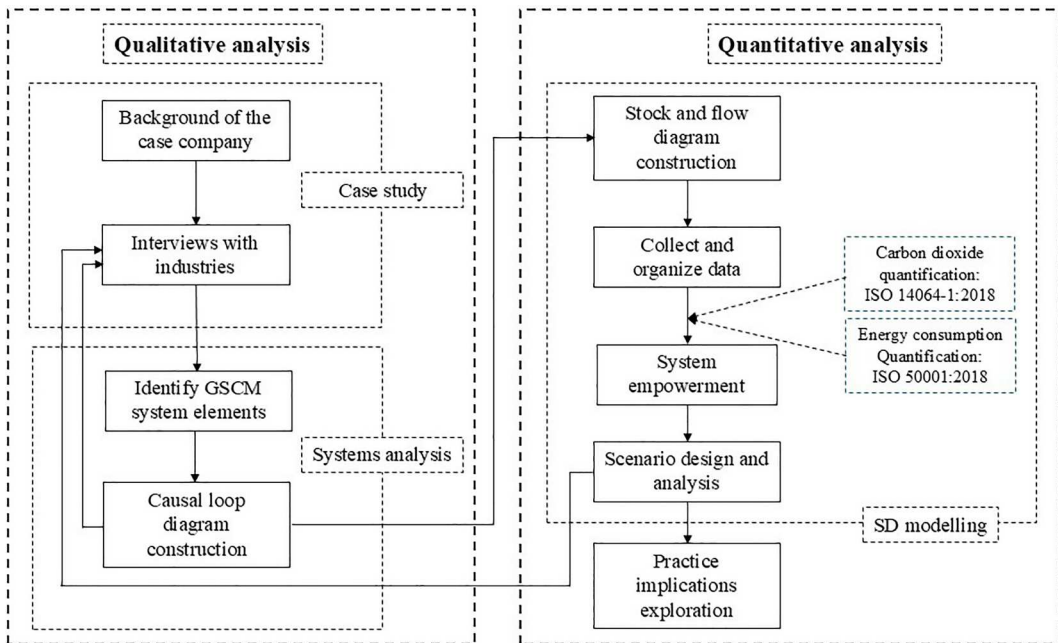 Qualitative analysis
Background of the
case company
Case study
Interviews with
industries
Identify GSCM
system elements
Systems analysis
Causal loop
diagram
construction
Quantitative analysis
Stock and flow
diagram
construction
Collect and
organize data
Carbon dioxide
quantification:
ISO 14064-1:2018
Energy consumption
Quantification:
ISO 50001:2018
System
empowerment
Scenario design and
analysis
SD modelling
Practice
implications
exploration